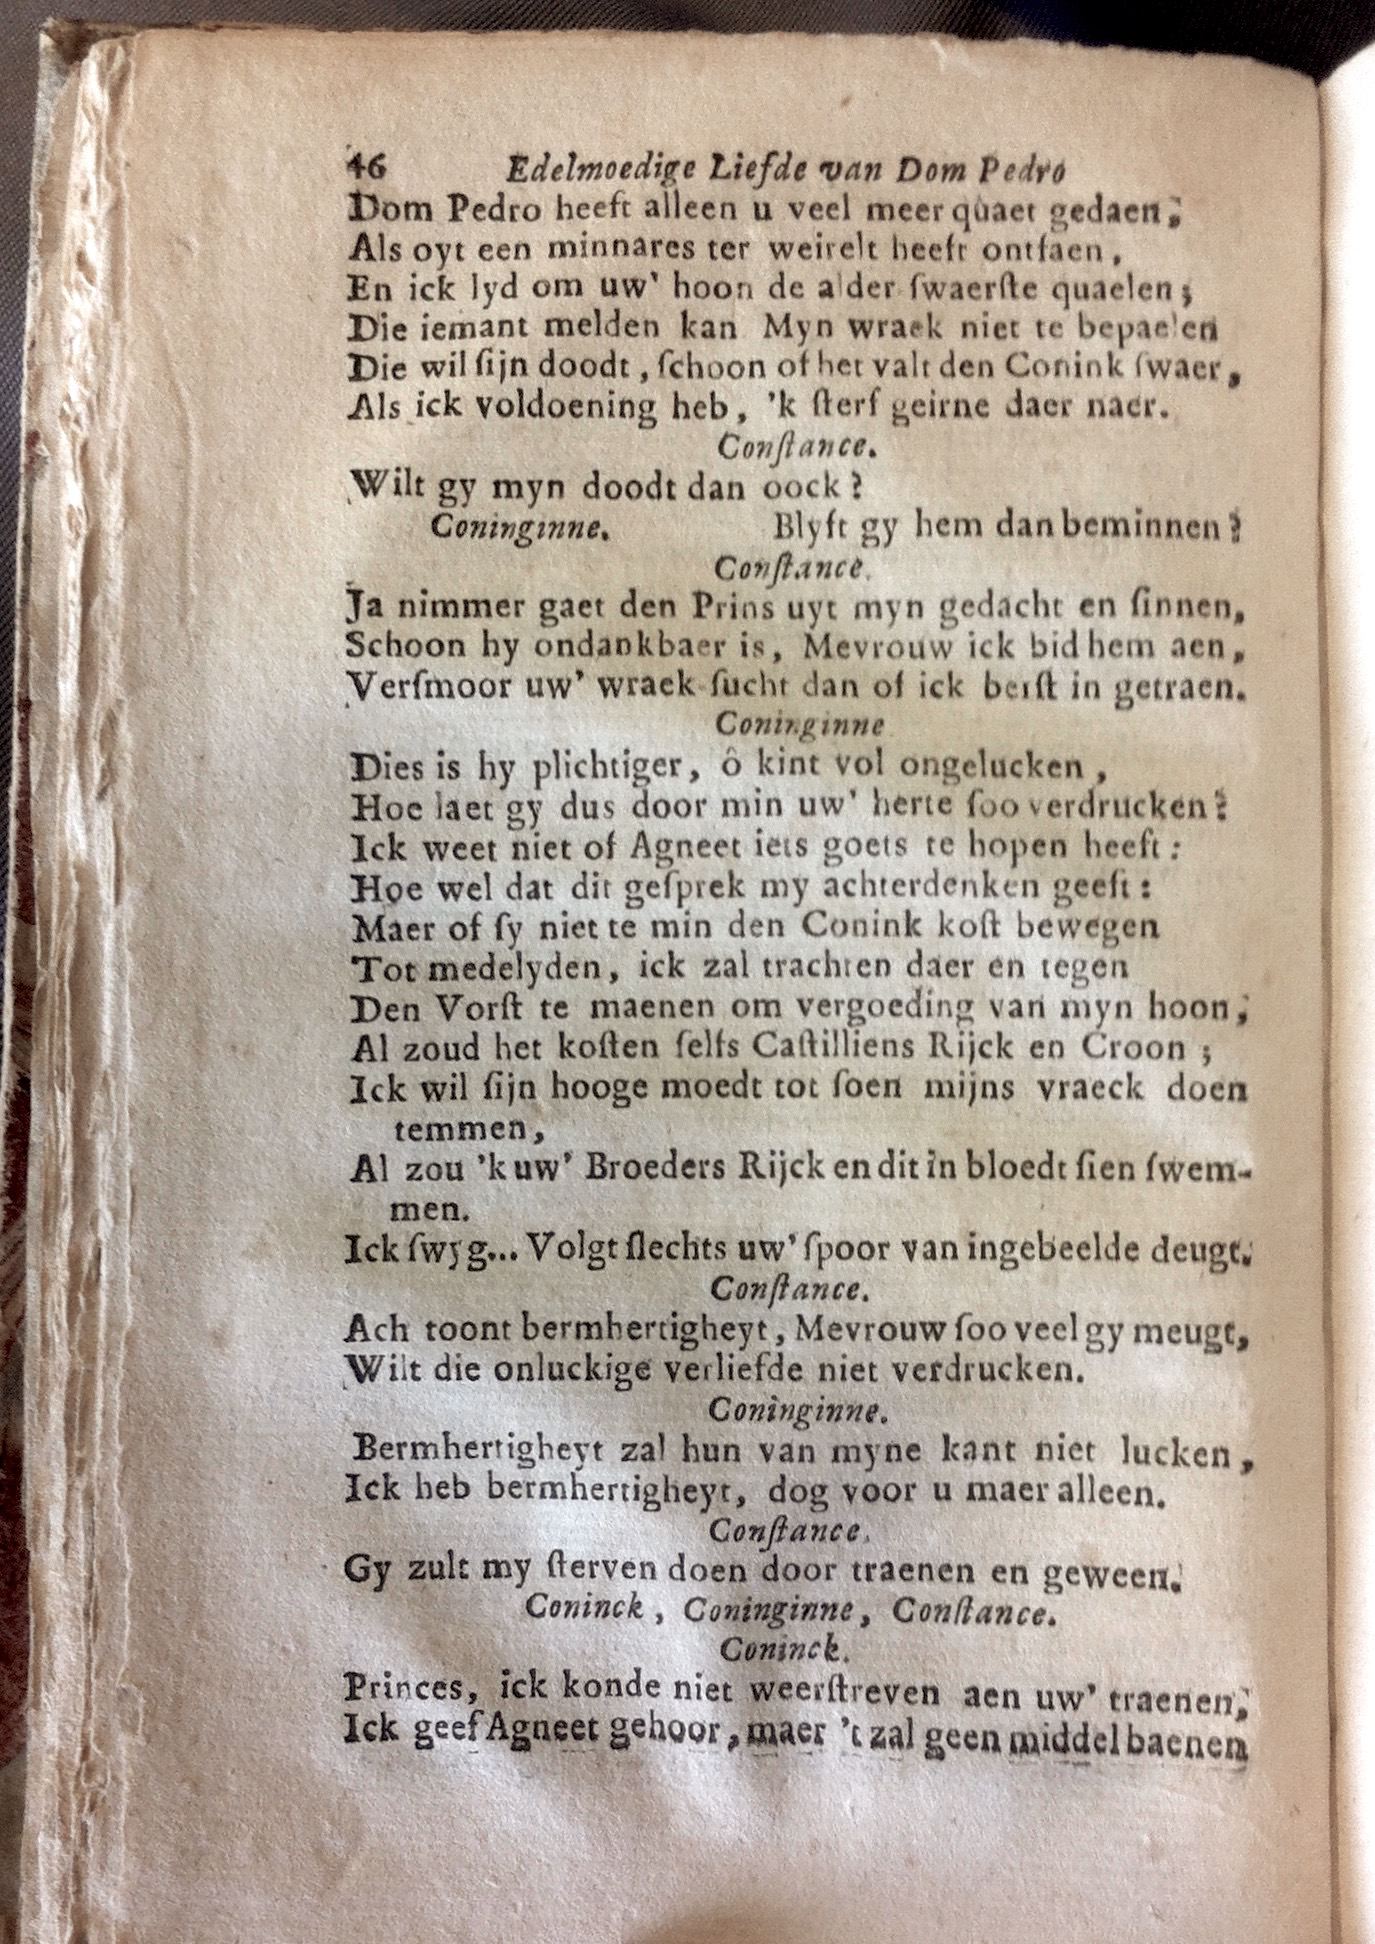 46 Edelmoedige Liefde van Dom Pedro
Dom Pedro heeft alleen u veel meer quaet gedaen;
Als oyt een minnares ter weirelt heeft ontfaen,
En ick lyd om uw' hoon de alder ſwaerſte quaelen;
Die iemant melden kan Myn wraek niet te bepaelen
Die wil ſijn doodt, ſchoon of het valt den Conink ſwaer,
Als ick voldoening heb, 'k ſterf geirne daer naer.
Conſtance.
Wilt gy myn doodt dan oock?
Coninginne. Blyft gy hem dan beminnen?
Conſtance.
Ja nimmer gaet den Prins uyt myn gedacht en ſinnen,
Schoon hy ondankbaer is, Mevrouw ick bid hem aen,
Verſmoor uw' wraek ſucht dan of ick berſt in getraen.
Coninginne
Dies is hy plichtiger, ô kint vol ongelucken,
Hoe laet gy dus door min uw' herte ſoo verdrucken?
Ick weet niet of Agneet iets goets te hopen heeft:
Hoe wel dat dit geſprek my achterdenken geeft:
Maer of ſy niet te min den Conink koſt bewegen
Tot medelyden, ick zal trachten daer en tegen
Den Vorſt te maenen om vergoeding van myn hoon;
Al zoud het koſten ſelfs Caſtilliens Rijck en Croon;
Ick wil ſijn hooge moedt tot ſoen mijns vraeck doen
temmen,
Al zou 'k uw' Broeders Rijck en dit in bloedt ſien ſwem-
men.
Ick ſwyg... Volgt ſlechts uw' ſpoor van ingebeelde deugt.
Conſtance.
Ach toont bermhertigheyt, Mevrouw ſoo veel gy meugt,
Wilt die onluckige verliefde niet verdrucken.
Coninginne.
Bermhertigheyt zal hun van myne kant niet lucken,
Ick heb bermhertigheyt, dog voor u maer alleen.
Conſtance.
Gy zult my ſterven doen door traenen en geween.
Coninck, Coninginne, Conſtance.
Coninck.
Princes, ick konde niet weerſtreven aen uw' traenen,
Ick geef Agneet gehoor, maer 't zal geen middel baenen